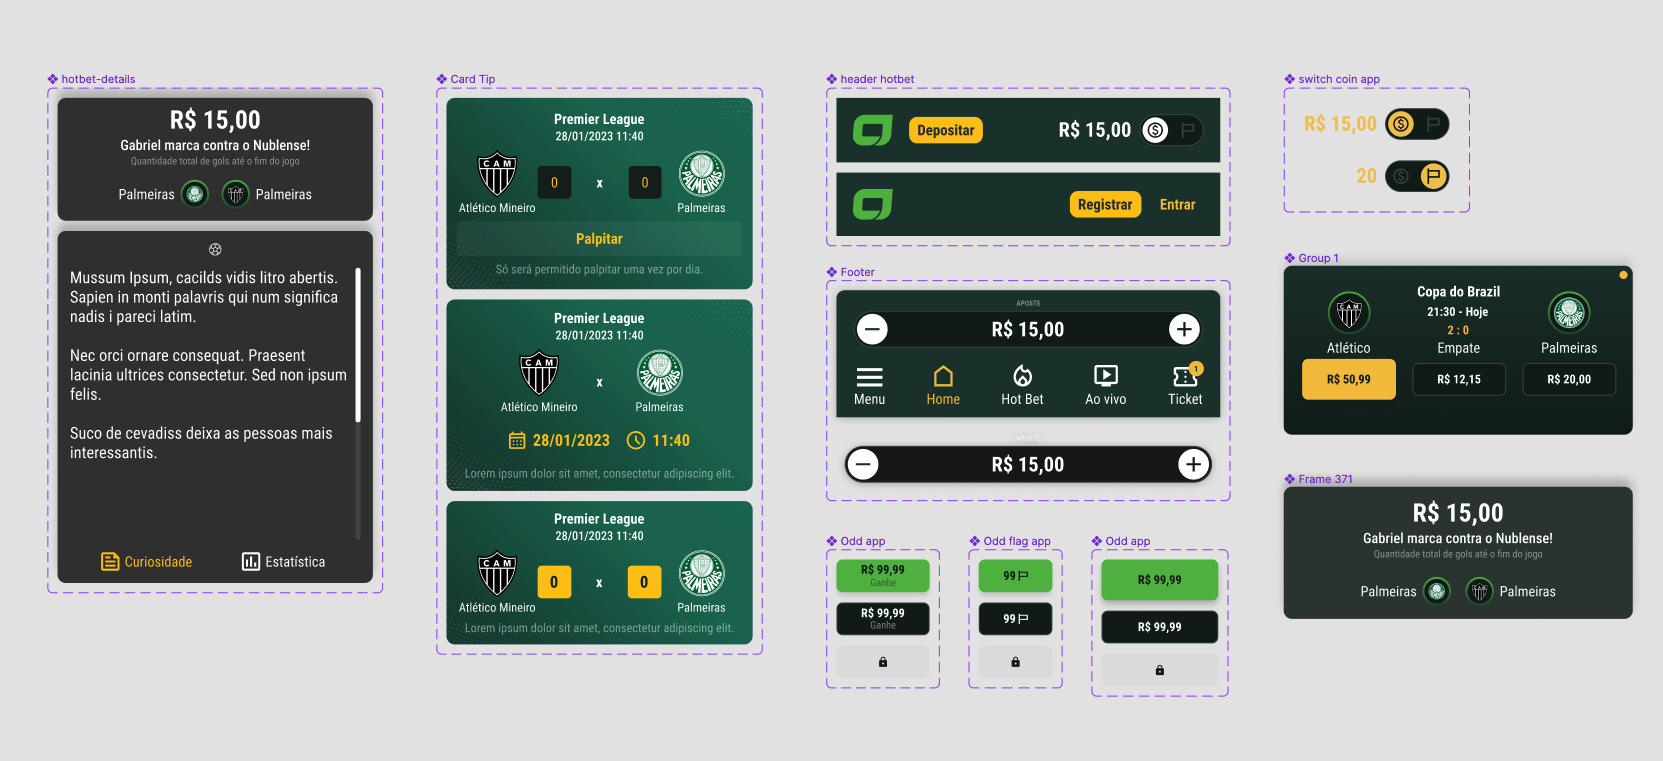 hotbet-details
R$ 15,00
Gabriel marca contra o Nublense!
Quantidade total de gols até o fim do jogo
Palmeiras Palmeiras
Mussum Ipsum, cacilds vidis litro abertis.
Sapien in monti palavris qui num significa
nadis i pareci latim.
Nec orci ornare consequat. Praesent
lacinia ultrices consectetur. Sed non ipsum
felis.
Suco de cevadiss deixa as pessoas mais
interessantis.
Curiosidade Estatística
Card Tip
Premier League
28/01/2023 11:40
CAM 0 x 0 PALMEIRAS
Atlético Mineiro Palmeiras
Palpitar
Só será permitido palpitar uma vez por dia.
Premier League
28/01/2023 11:40
CAM x PALMEIRAS
Atlético Mineiro Palmeiras
28/01/2023 11:40
Lorem ipsum dolor sit amet, consectetur adipiscing elit.
Premier League
28/01/2023 11:40
CAM 0 x 0 PALMEIRAS
Atlético Mineiro Palmeiras
Lorem ipsum dolor sit amet, consectetur adipiscing elit.
header hotbet
Depositar R$ 15,00
Registrar Entrar
Footer
APOSTE
R$ 15,00
Menu Home Hot Bet Ao vivo 1 Ticket
APOSTE
R$ 15,00
Odd app
R$ 99,99
Ganhe
R$ 99,99
Ganhe
Odd flag app
99
99
Odd app
R$ 99,99
R$ 99,99
switch coin app
R$ 15,00
20
Group 1
Copa do Brazil
21:30 - Hoje
CAM 2 : 0 PALMEIRAS
Atlético Empate Palmeiras
R$ 50,99 R$ 12,15 R$ 20,00
Frame 371
R$ 15,00
Gabriel marca contra o Nublense!
Quantidade total de gols até o fim do jogo
Palmeiras Palmeiras